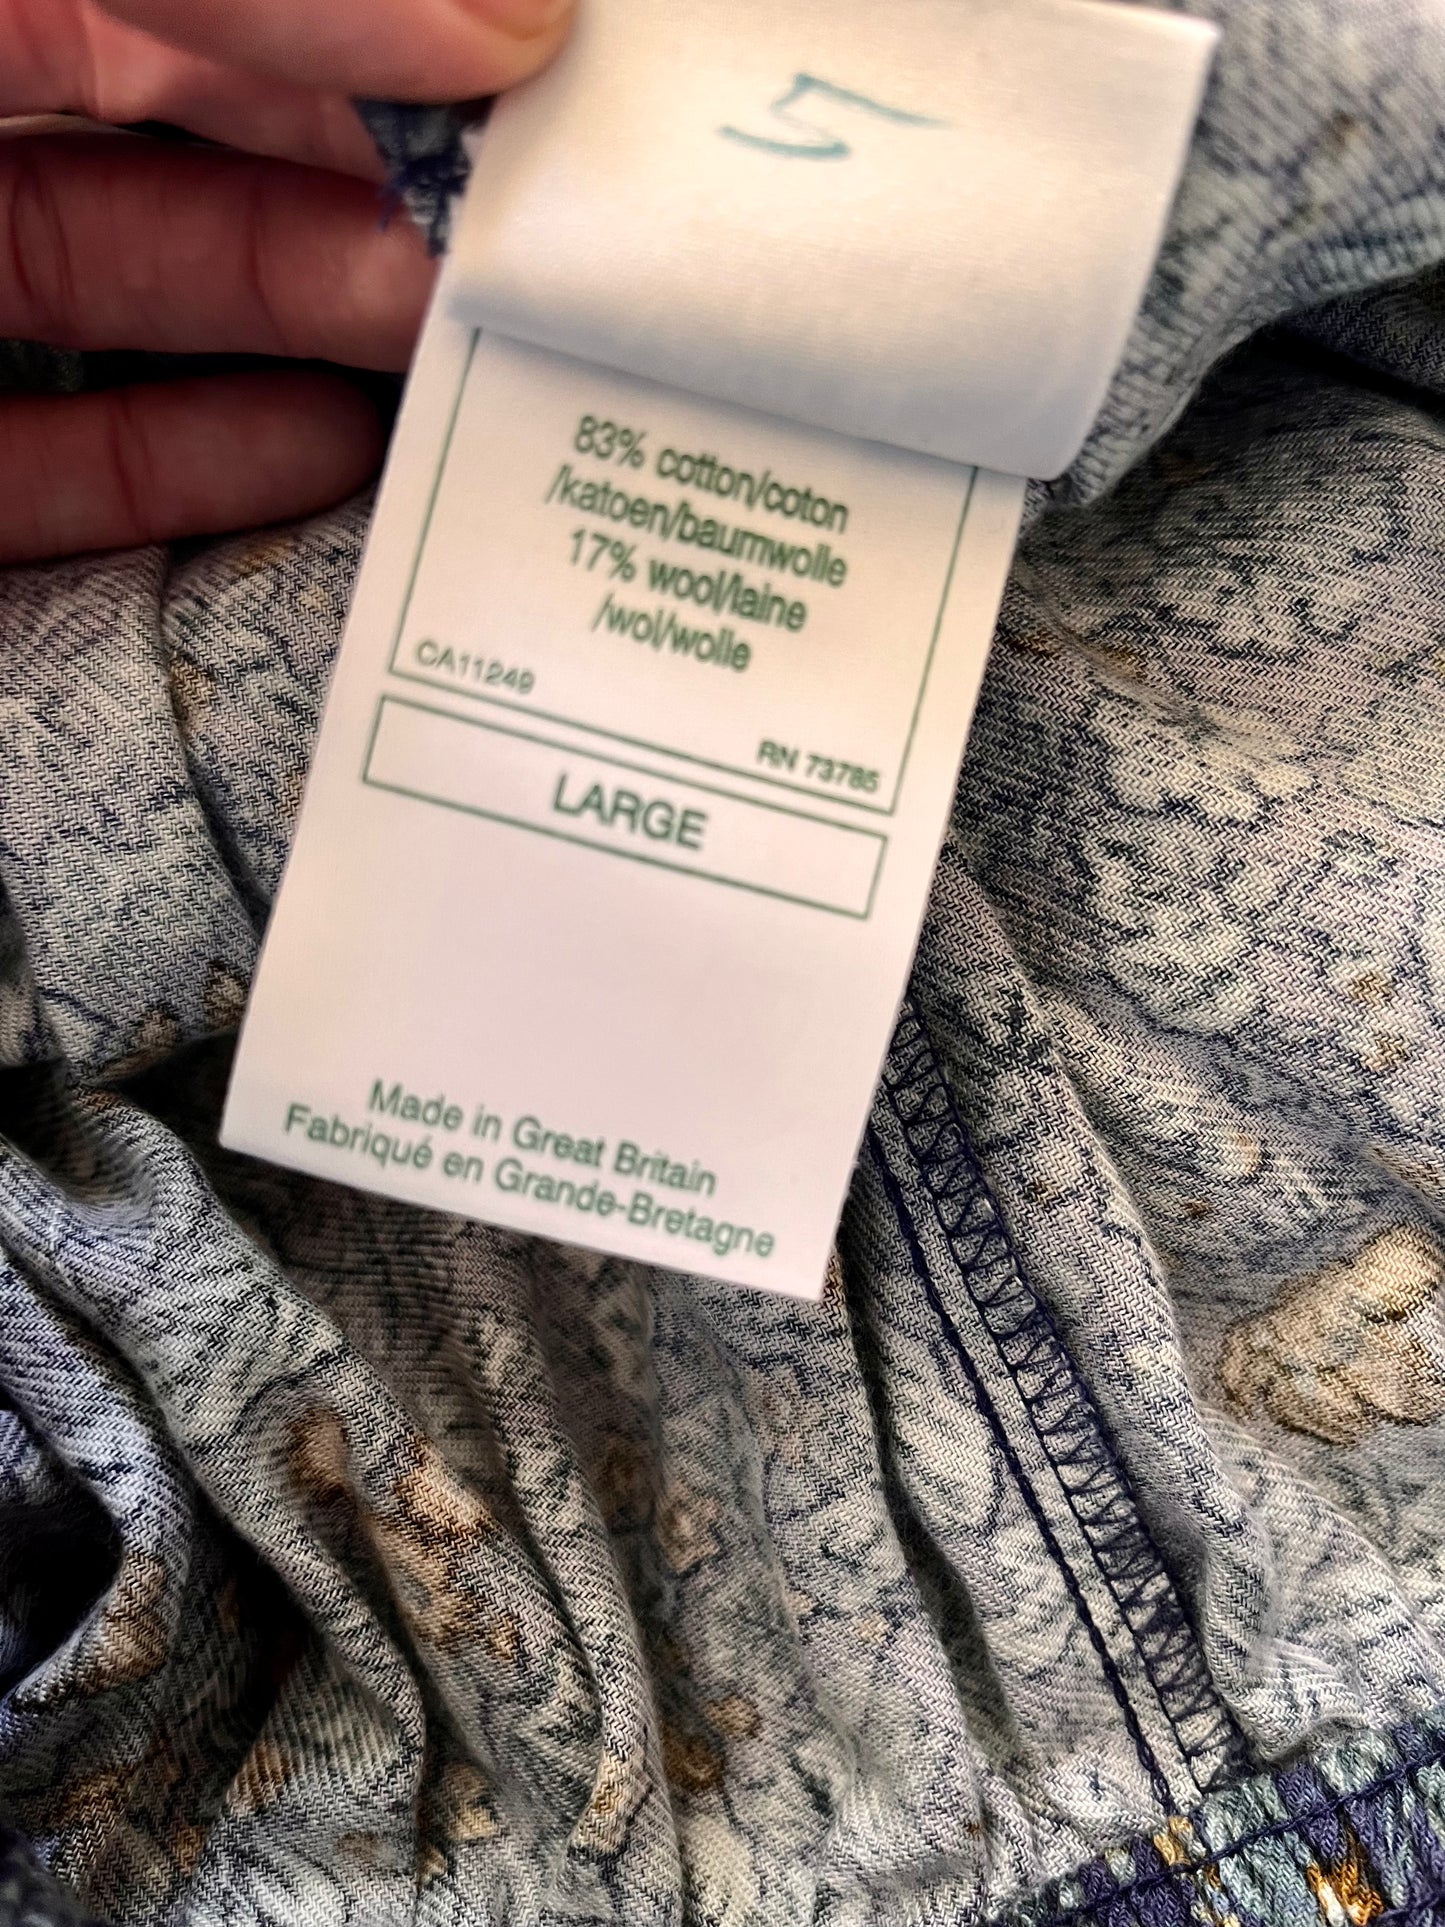 5
83% cotton/coton
/katoen/baumwolle
17% wool/laine
/wol/wolle
CA11249
RN 73785
LARGE
Made in Great Britain
Fabriqué en Grande-Bretagne